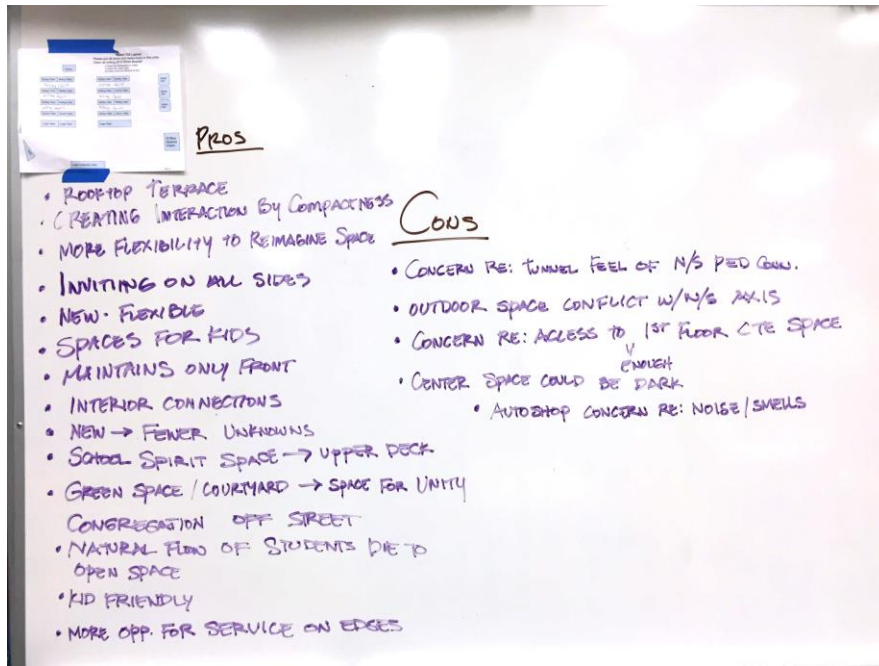 PROS
• ROOFTOP TERRACE
• CREATING INTERACTION BY COMPACTNESS
• MORE FLEXIBILITY TO REIMAGINE SPACE
• INVITING ON ALL SIDES
• NEW - FLEXIBLE
• SPACES FOR KIDS
• MAINTAINS ONLY FRONT
• INTERIOR CONNECTIONS
• NEW → FEWER UNKNOWNS
• SCHOOL SPIRIT SPACE → UPPER DECK
• GREEN SPACE / COURTYARD → SPACE FOR UNITY
CONGREGATION OFF STREET
• NATURAL FLOW OF STUDENTS DUE TO
OPEN SPACE
• KID FRIENDLY
• MORE OPP. FOR SERVICE ON EDGES
CONS
• CONCERN RE: TUNNEL FEEL OF N/S PED CONN.
• OUTDOOR SPACE CONFLICT W/N/S AXIS
• CONCERN RE: ACCESS TO 1ST FLOOR CTE SPACE
ENOUGH
• CENTER SPACE COULD BE DARK
• AUTOSHOP CONCERN RE: NOISE/SMELLS